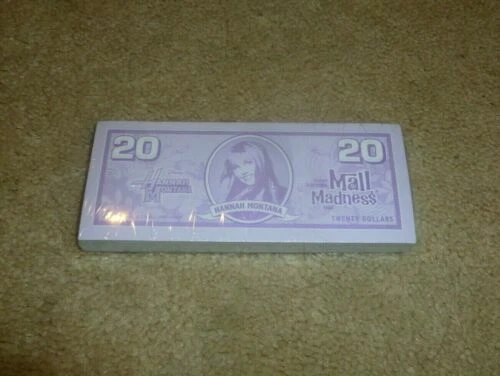 20
20
Hannah
Montana
HANNAH MONTANA
Mall
Madness
TWENTY DOLLARS